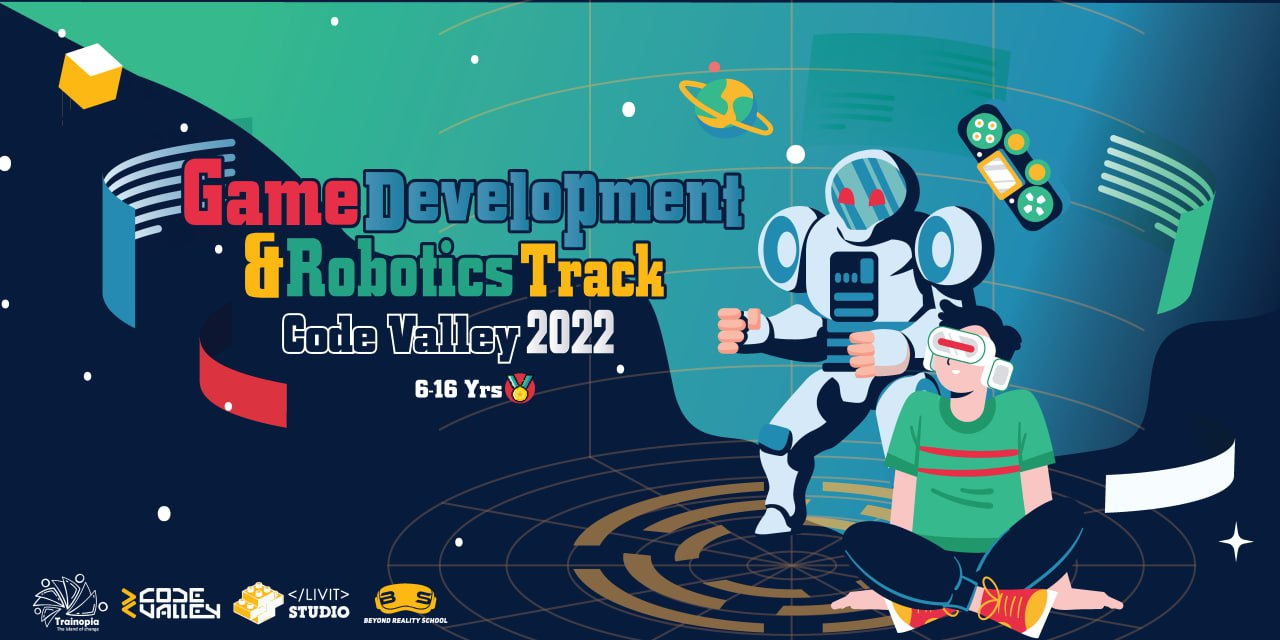 Game Development
& Robotics Track
Code Valley 2022
6-16 Yrs
Trainopia
The island of change
CODE
VALLEY
</LIVIT>
STUDIO
BEYOND REALITY SCHOOL